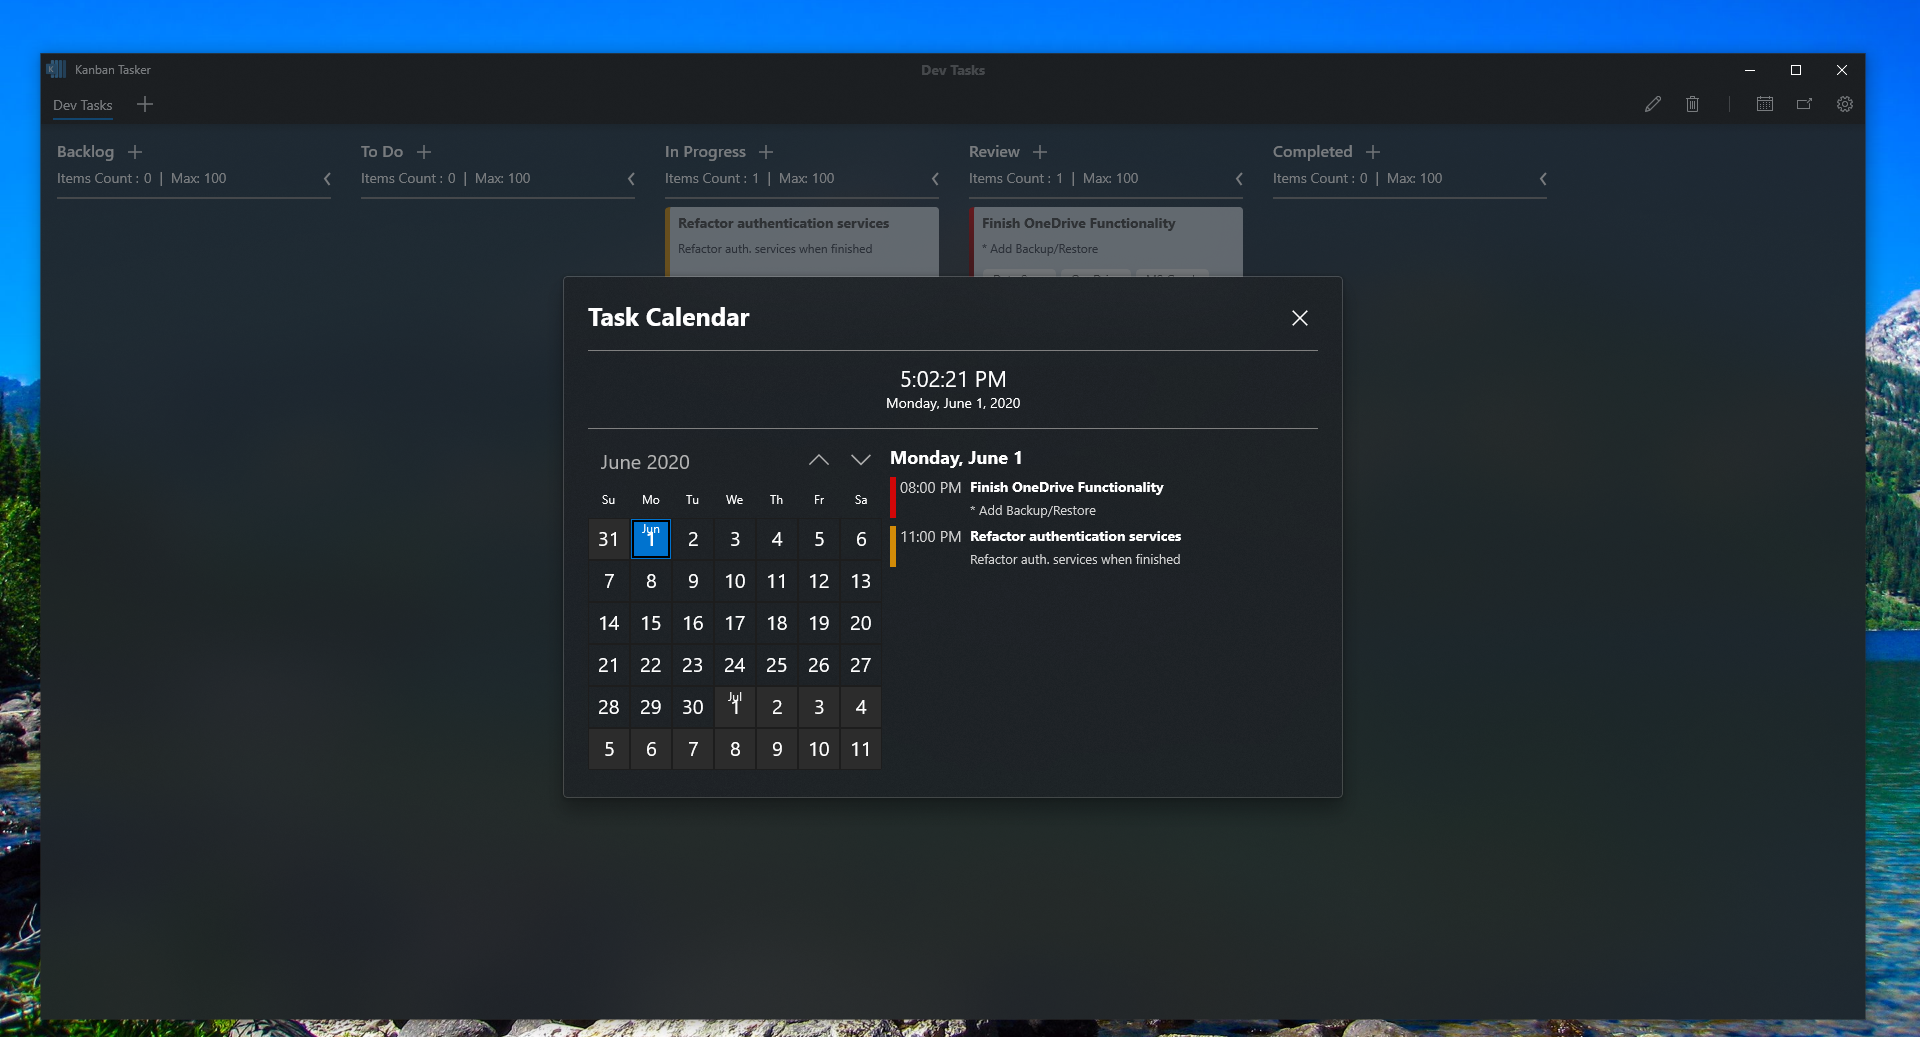 Kanban Tasker
Dev Tasks
Dev Tasks
Backlog
Items Count : 0 | Max: 100
To Do
Items Count : 0 | Max: 100
In Progress
Items Count : 1 | Max: 100
Review
Items Count : 1 | Max: 100
Completed
Items Count : 0 | Max: 100
Refactor authentication services
Refactor auth. services when finished
Finish OneDrive Functionality
* Add Backup/Restore
Task Calendar
5:02:21 PM
Monday, June 1, 2020
June 2020
Su Mo Tu We Th Fr Sa
31 Jun 1 2 3 4 5 6
7 8 9 10 11 12 13
14 15 16 17 18 19 20
21 22 23 24 25 26 27
28 29 30 Jul 1 2 3 4
5 6 7 8 9 10 11
Monday, June 1
08:00 PM Finish OneDrive Functionality
* Add Backup/Restore
11:00 PM Refactor authentication services
Refactor auth. services when finished